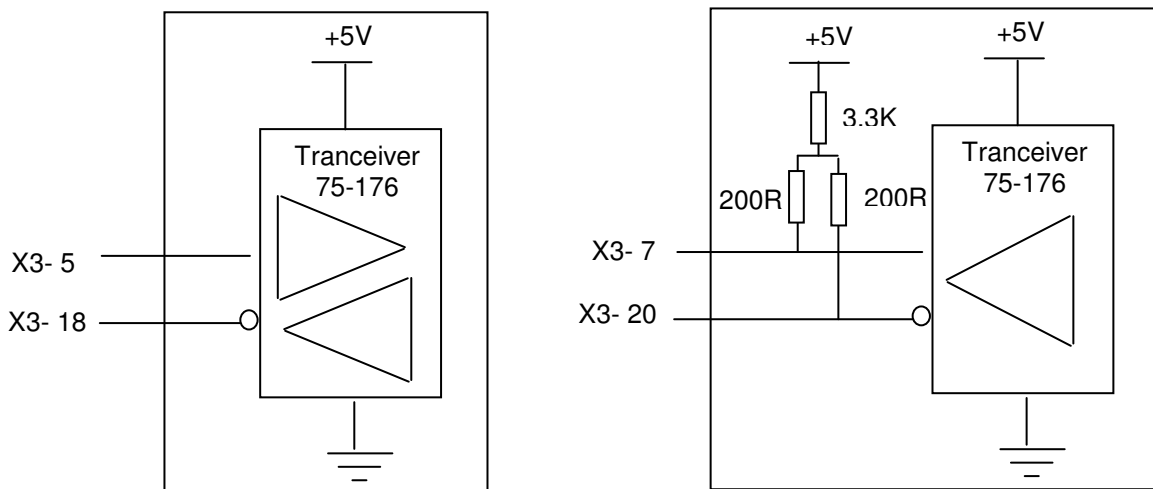 +5V
Tranceiver
75-176
X3- 5
X3- 18
+5V
+5V
3.3K
Tranceiver
75-176
200R
200R
X3- 7
X3- 20